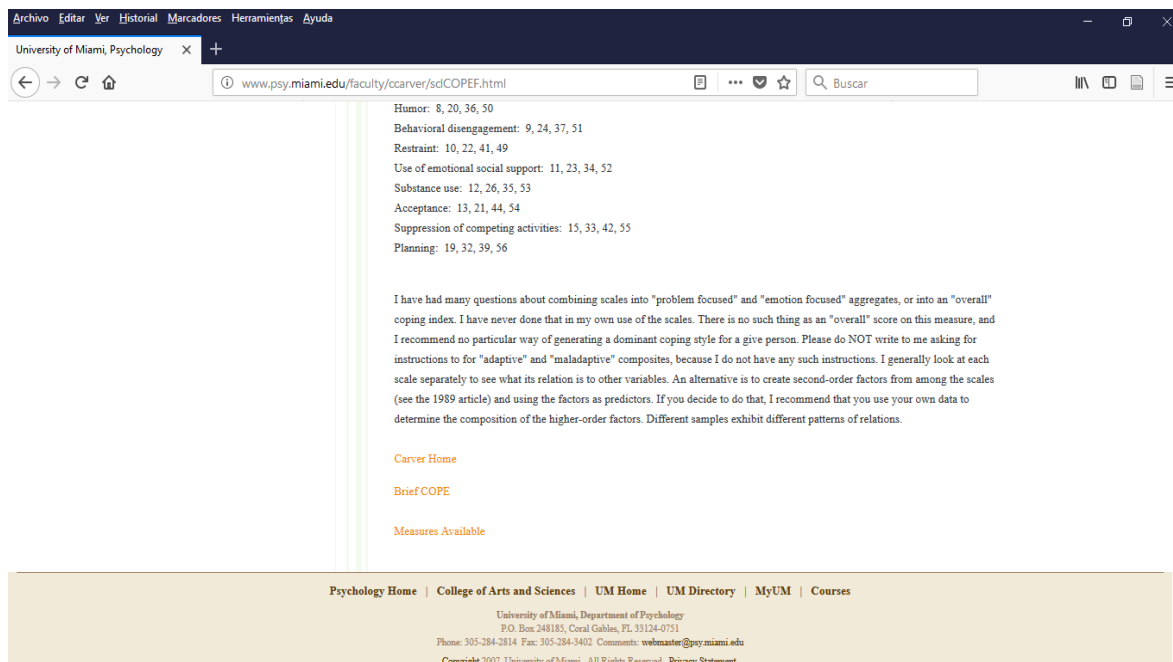 Archivo Editar Ver Historial Marcadores Herramientas Ayuda
University of Miami, Psychology
www.psy.miami.edu/faculty/ccarver/sclCOPEF.html
Buscar
Humor: 8, 20, 36, 50
Behavioral disengagement: 9, 24, 37, 51
Restraint: 10, 22, 41, 49
Use of emotional social support: 11, 23, 34, 52
Substance use: 12, 26, 35, 53
Acceptance: 13, 21, 44, 54
Suppression of competing activities: 15, 33, 42, 55
Planning: 19, 32, 39, 56
I have had many questions about combining scales into "problem focused" and "emotion focused" aggregates, or into an "overall"
coping index. I have never done that in my own use of the scales. There is no such thing as an "overall" score on this measure, and
I recommend no particular way of generating a dominant coping style for a give person. Please do NOT write to me asking for
instructions to for "adaptive" and "maladaptive" composites, because I do not have any such instructions. I generally look at each
scale separately to see what its relation is to other variables. An alternative is to create second-order factors from among the scales
(see the 1989 article) and using the factors as predictors. If you decide to do that, I recommend that you use your own data to
determine the composition of the higher-order factors. Different samples exhibit different patterns of relations.
Carver Home
Brief COPE
Measures Available
Psychology Home | College of Arts and Sciences | UM Home | UM Directory | MyUM | Courses
University of Miami, Department of Psychology
P.O. Box 248185, Coral Gables, FL 33124-0751
Phone: 305-284-2814 Fax: 305-284-3402 Comments: webmaster@psy.miami.edu
Copyright 2007 University of Miami. All Rights Reserved. Privacy Statement